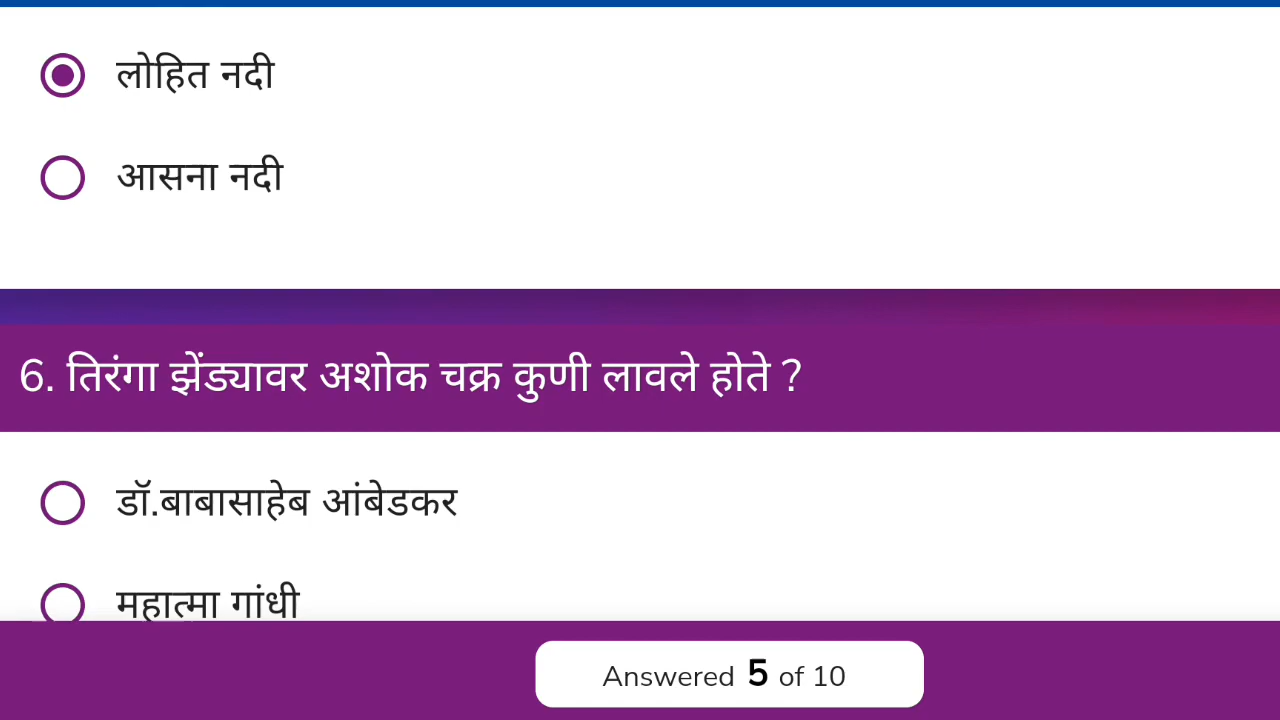 लोहित नदी
आसना नदी
6. तिरंगा झेंड्यावर अशोक चक्र कुणी लावले होते ?
डॉ.बाबासाहेब आंबेडकर
महात्मा गांधी
Answered 5 of 10